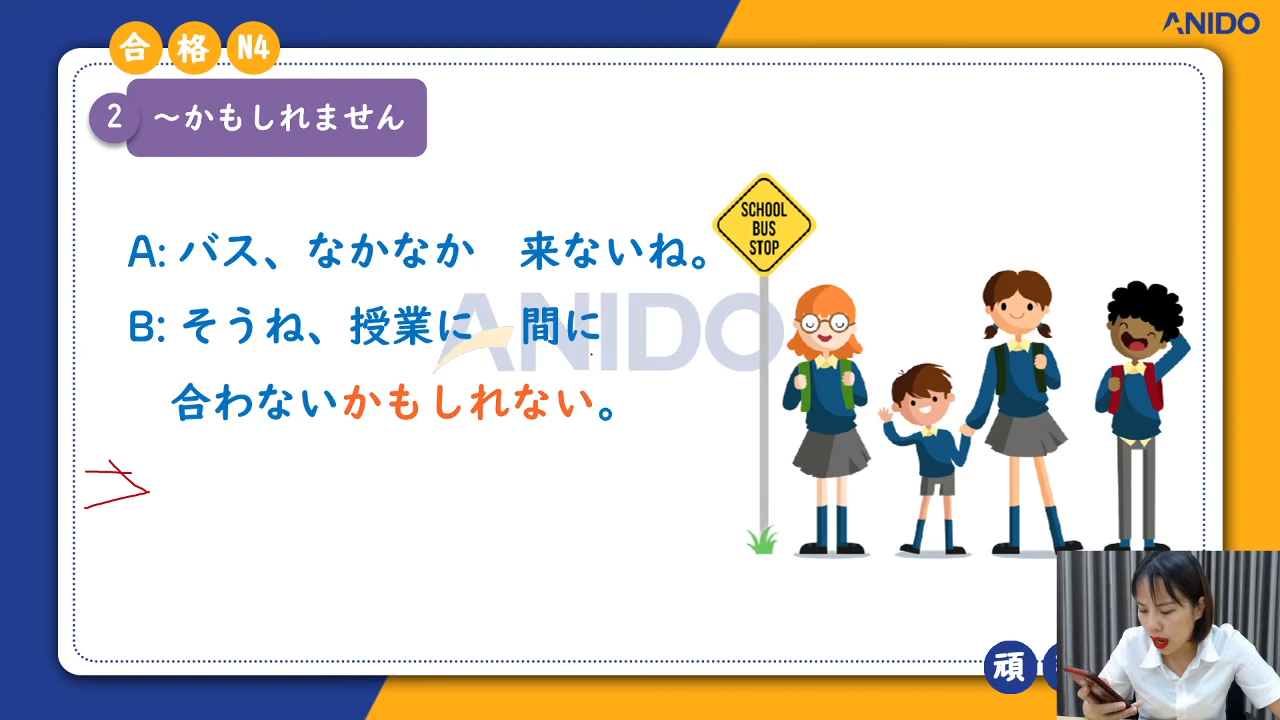 ANIDO
合格N4
2 ～かもしれません
A: バス、なかなか　来ないね。
B: そうね、授業に　間に
合わないかもしれない。
SCHOOL
BUS
STOP
ANIDO
頑